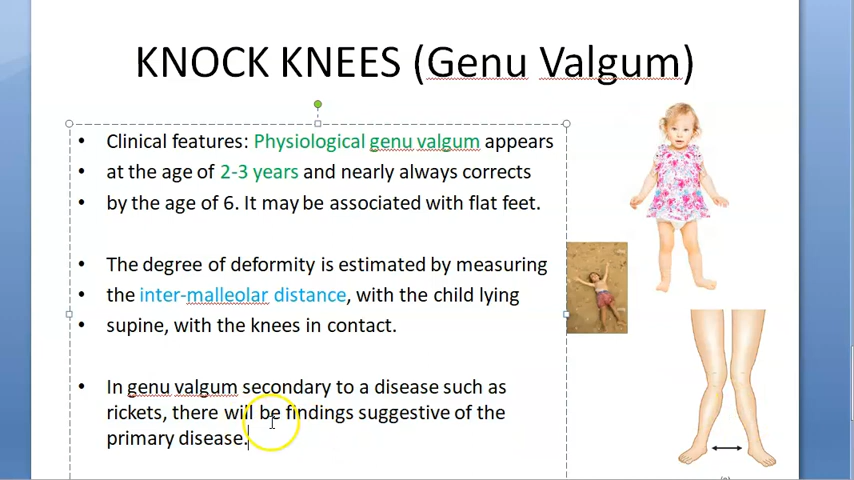 KNOCK KNEES (Genu Valgum)
• Clinical features: Physiological genu valgum appears
• at the age of 2-3 years and nearly always corrects
• by the age of 6. It may be associated with flat feet.
• The degree of deformity is estimated by measuring
• the inter-malleolar distance, with the child lying
• supine, with the knees in contact.
• In genu valgum secondary to a disease such as
rickets, there will be findings suggestive of the
primary disease.